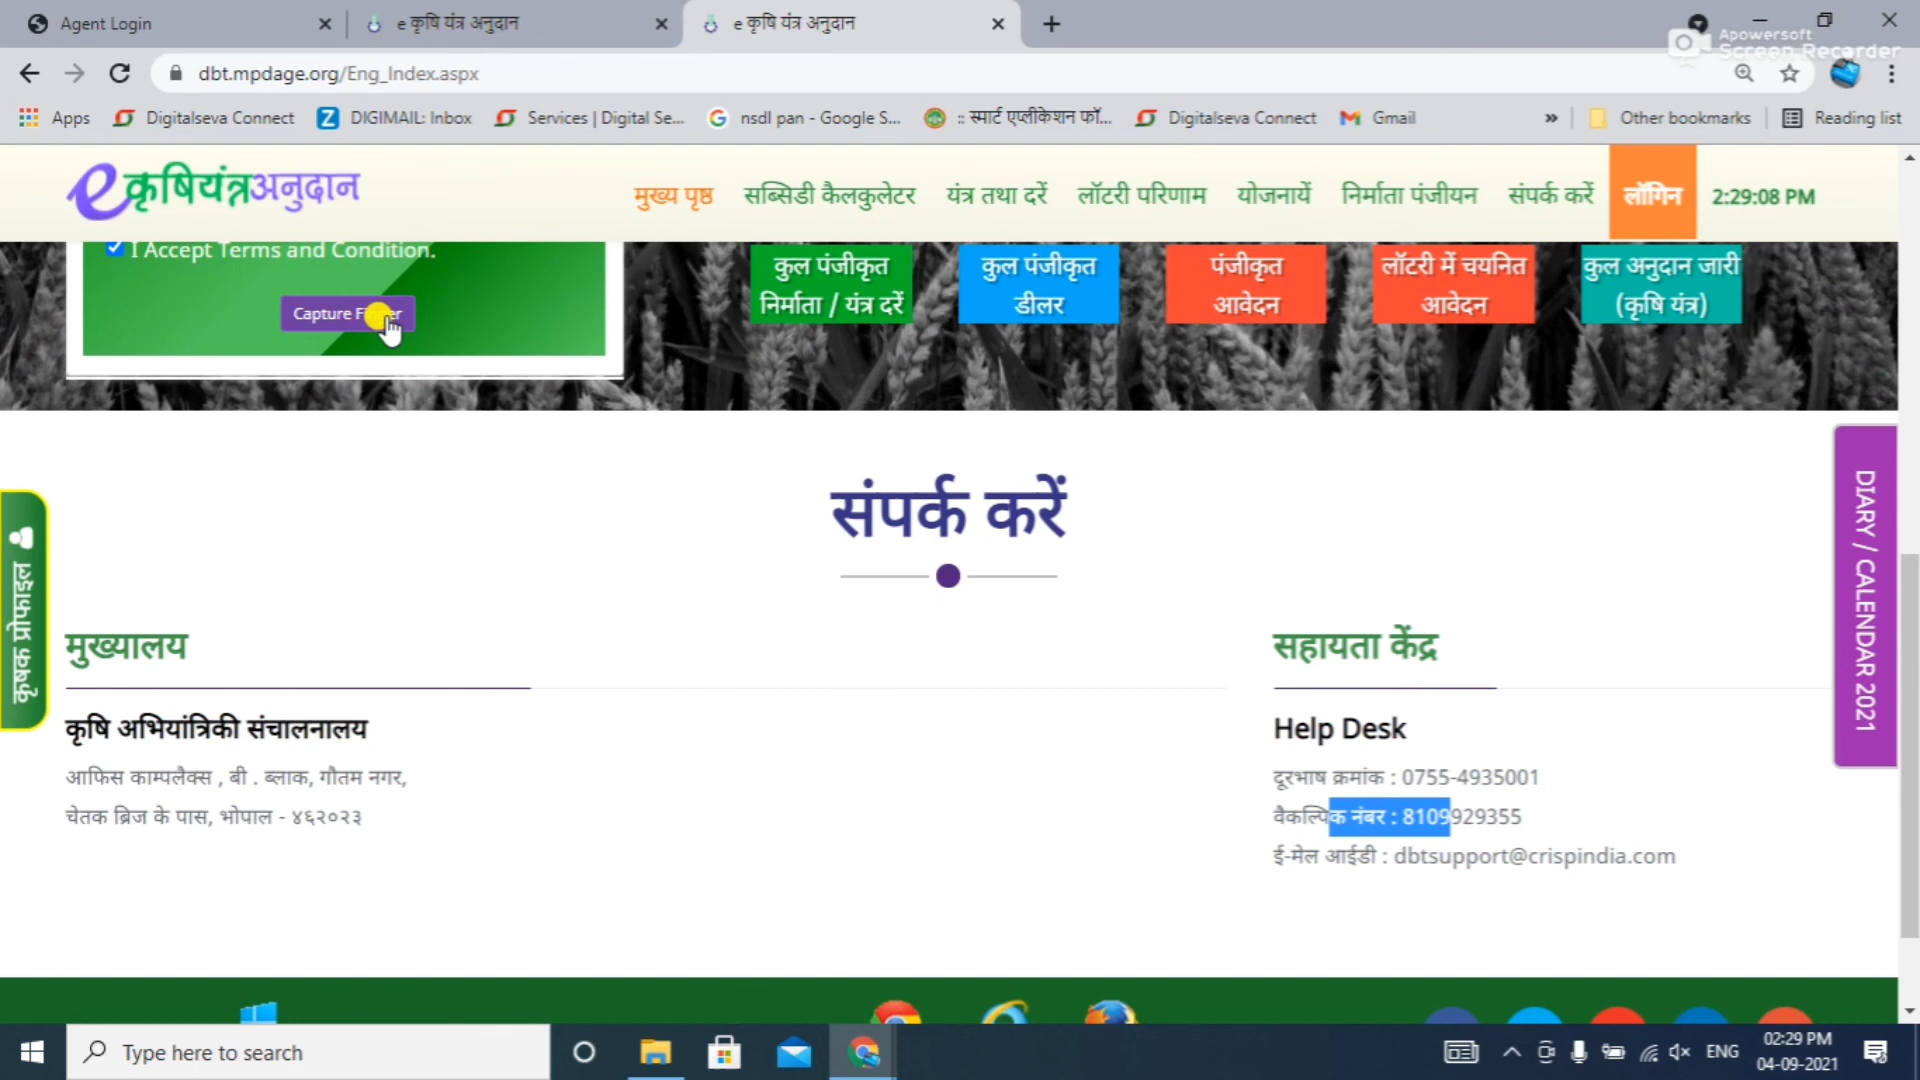 Agent Login
e कृषि यंत्र अनुदान
e कृषि यंत्र अनुदान
Apowersoft
Screen Recorder
dbt.mpdage.org/Eng_Index.aspx
Apps
Digitalseva Connect
DIGIMAIL: Inbox
Services | Digital Se...
nsdl pan - Google S...
:: स्मार्ट एप्लीकेशन फॉ...
Digitalseva Connect
Gmail
»
Other bookmarks
Reading list
e कृषियंत्र अनुदान
मुख्य पृष्ठ
सब्सिडी कैलकुलेटर
यंत्र तथा दरें
लॉटरी परिणाम
योजनायें
निर्माता पंजीयन
संपर्क करें
लॉगिन
2:29:08 PM
I Accept Terms and Condition.
Capture Finger
कुल पंजीकृत
निर्माता / यंत्र दरें
कुल पंजीकृत
डीलर
पंजीकृत
आवेदन
लॉटरी में चयनित
आवेदन
कुल अनुदान जारी
(कृषि यंत्र)
कृषक प्रोफाइल
DIARY / CALENDAR 2021
संपर्क करें
मुख्यालय
कृषि अभियांत्रिकी संचालनालय
आफिस काम्पलैक्स , बी . ब्लाक, गौतम नगर,
चेतक ब्रिज के पास, भोपाल - ४६२०२३
सहायता केंद्र
Help Desk
दूरभाष क्रमांक : 0755-4935001
वैकल्पिक नंबर : 8109929355
ई-मेल आईडी : dbtsupport@crispindia.com
Type here to search
ENG
02:29 PM
04-09-2021